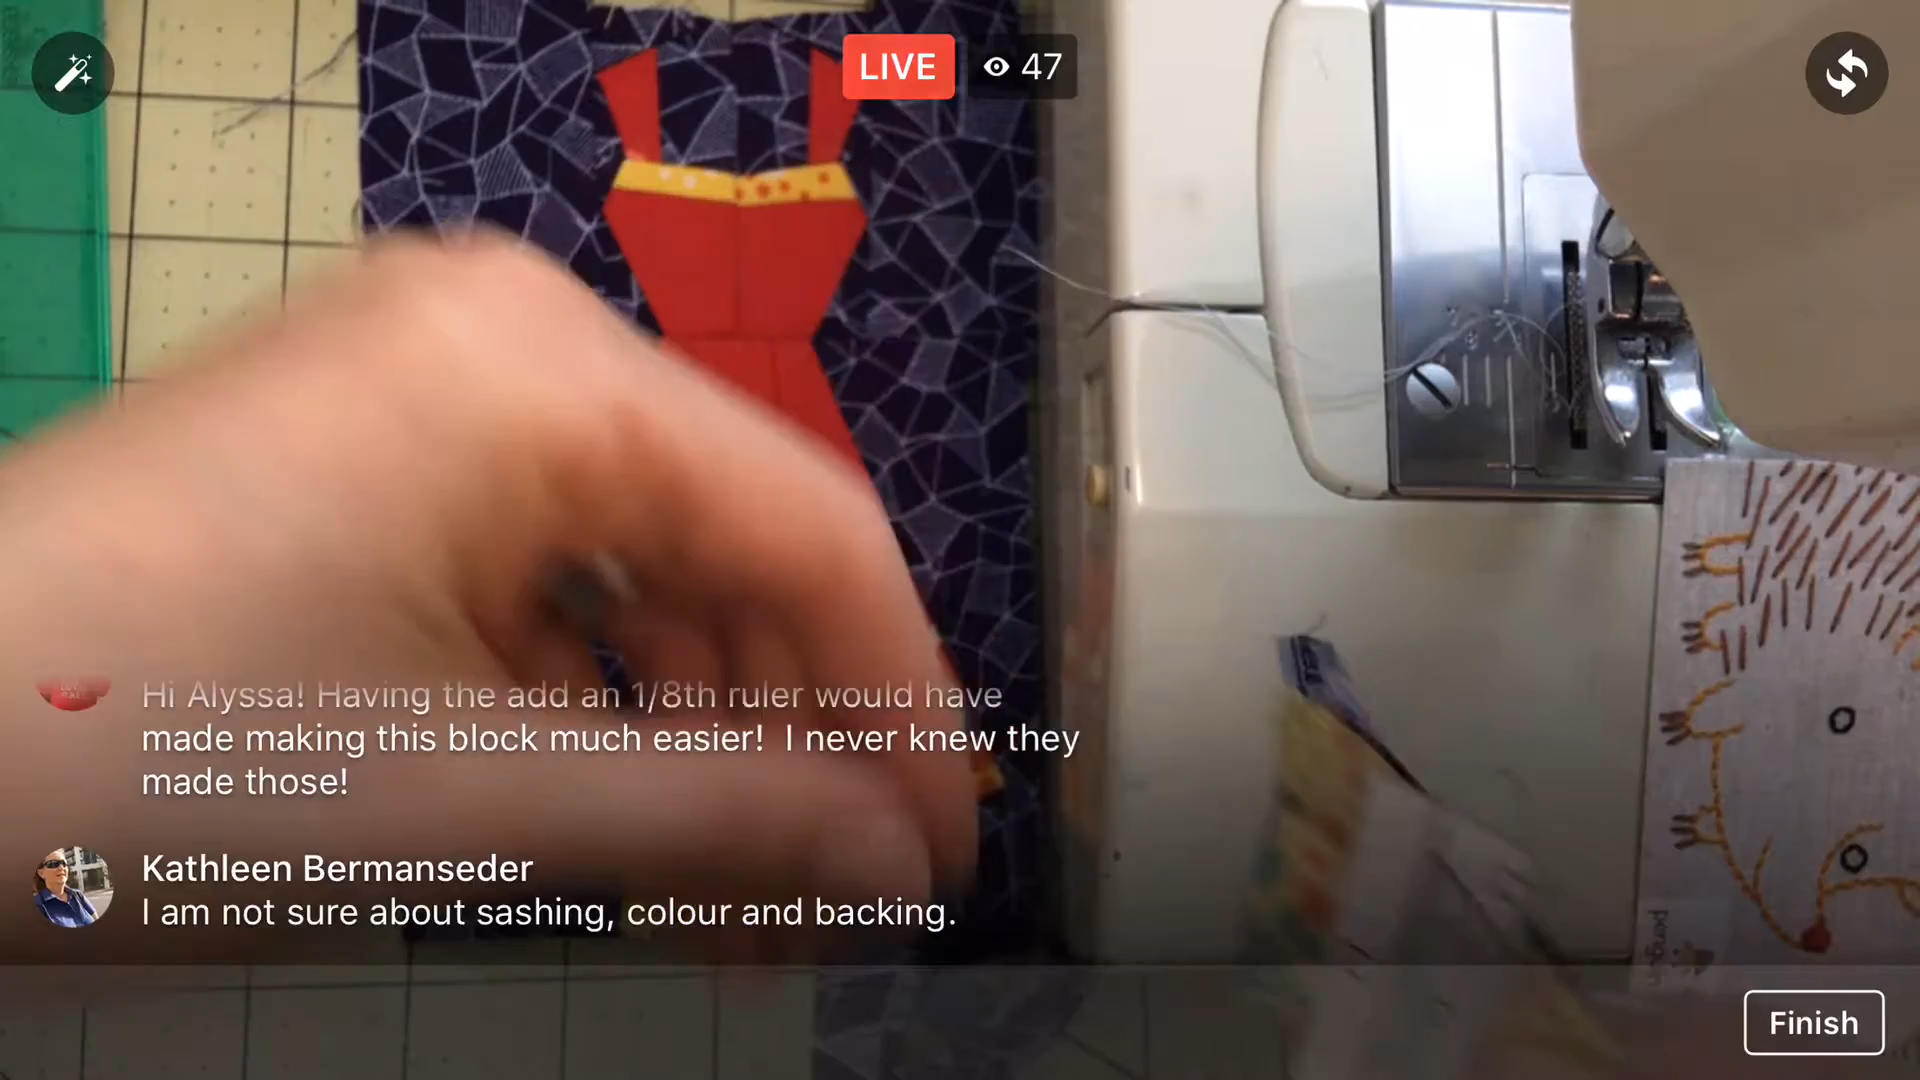 LIVE
47
Hi Alyssa! Having the add an 1/8th ruler would have
made making this block much easier!  I never knew they
made those!
Kathleen Bermanseder
I am not sure about sashing, colour and backing.
penguin
Finish